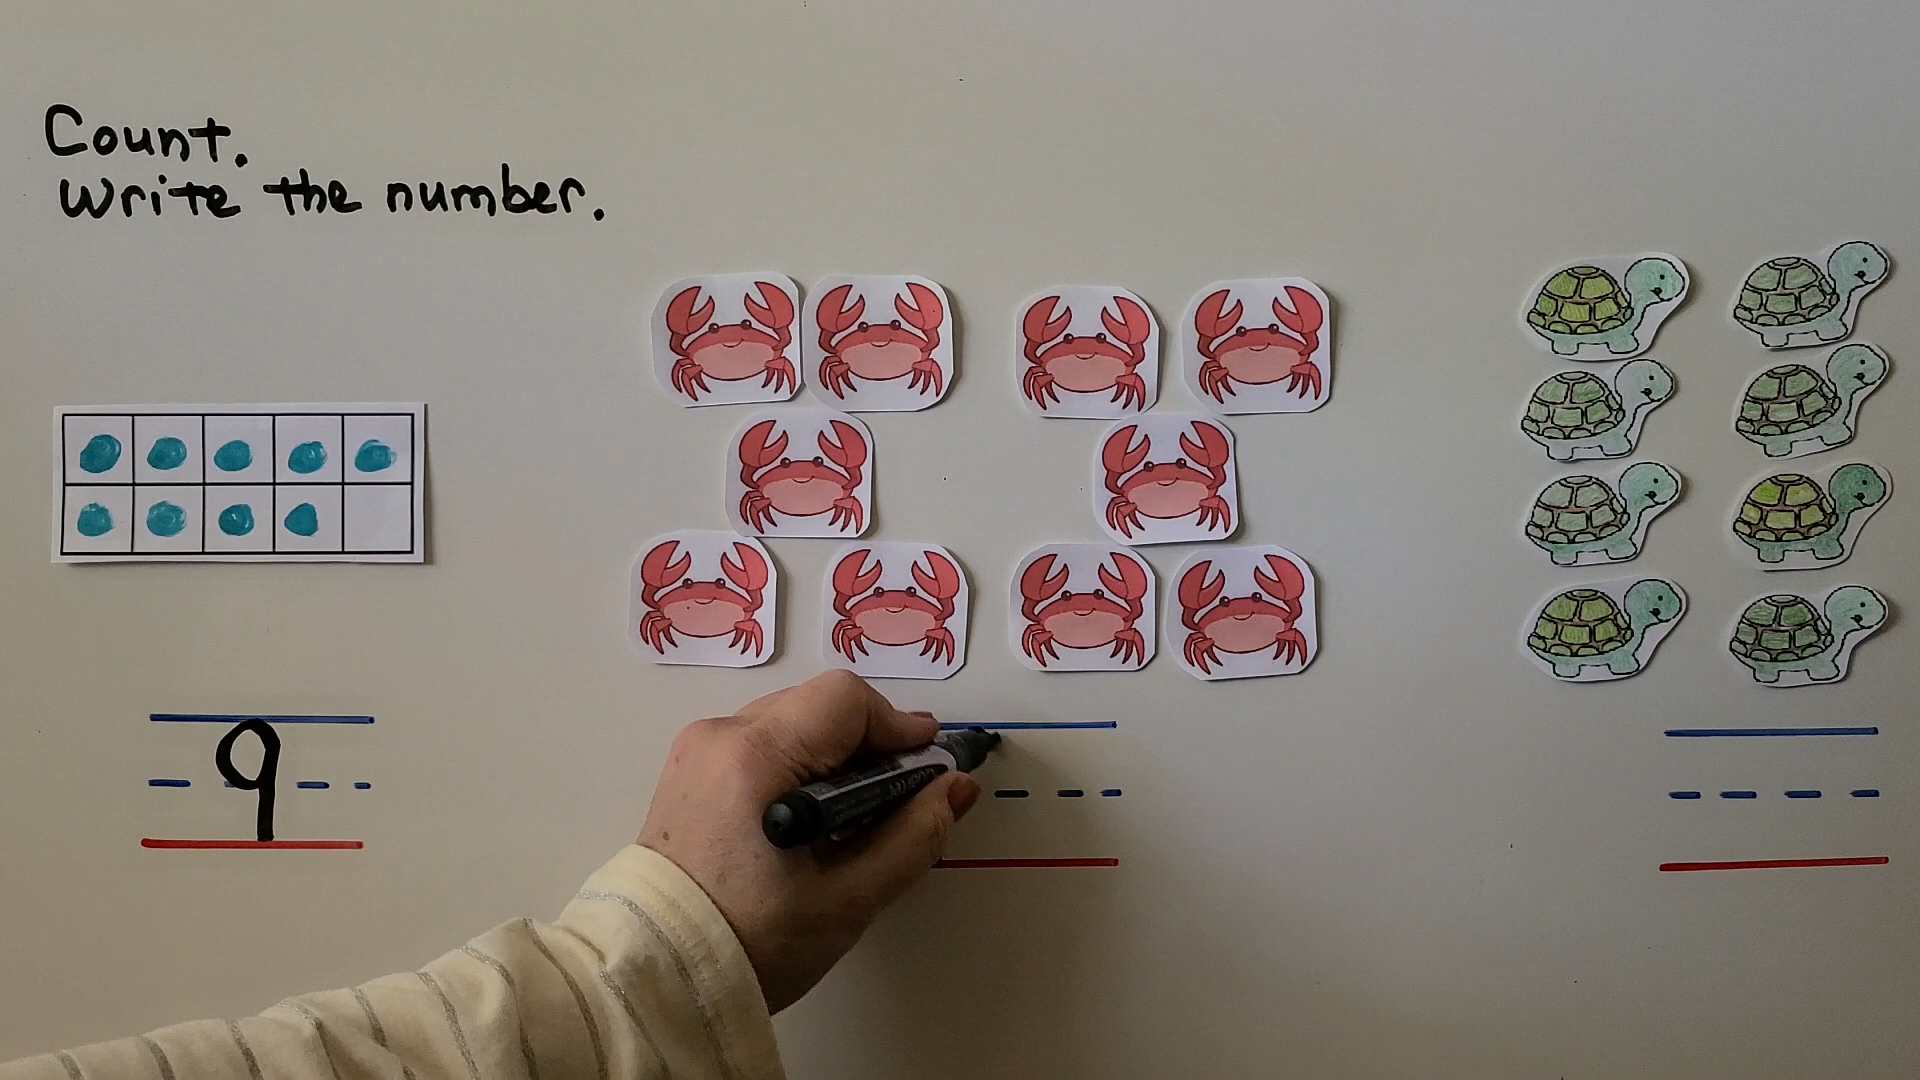 Count.
Write the number.
9